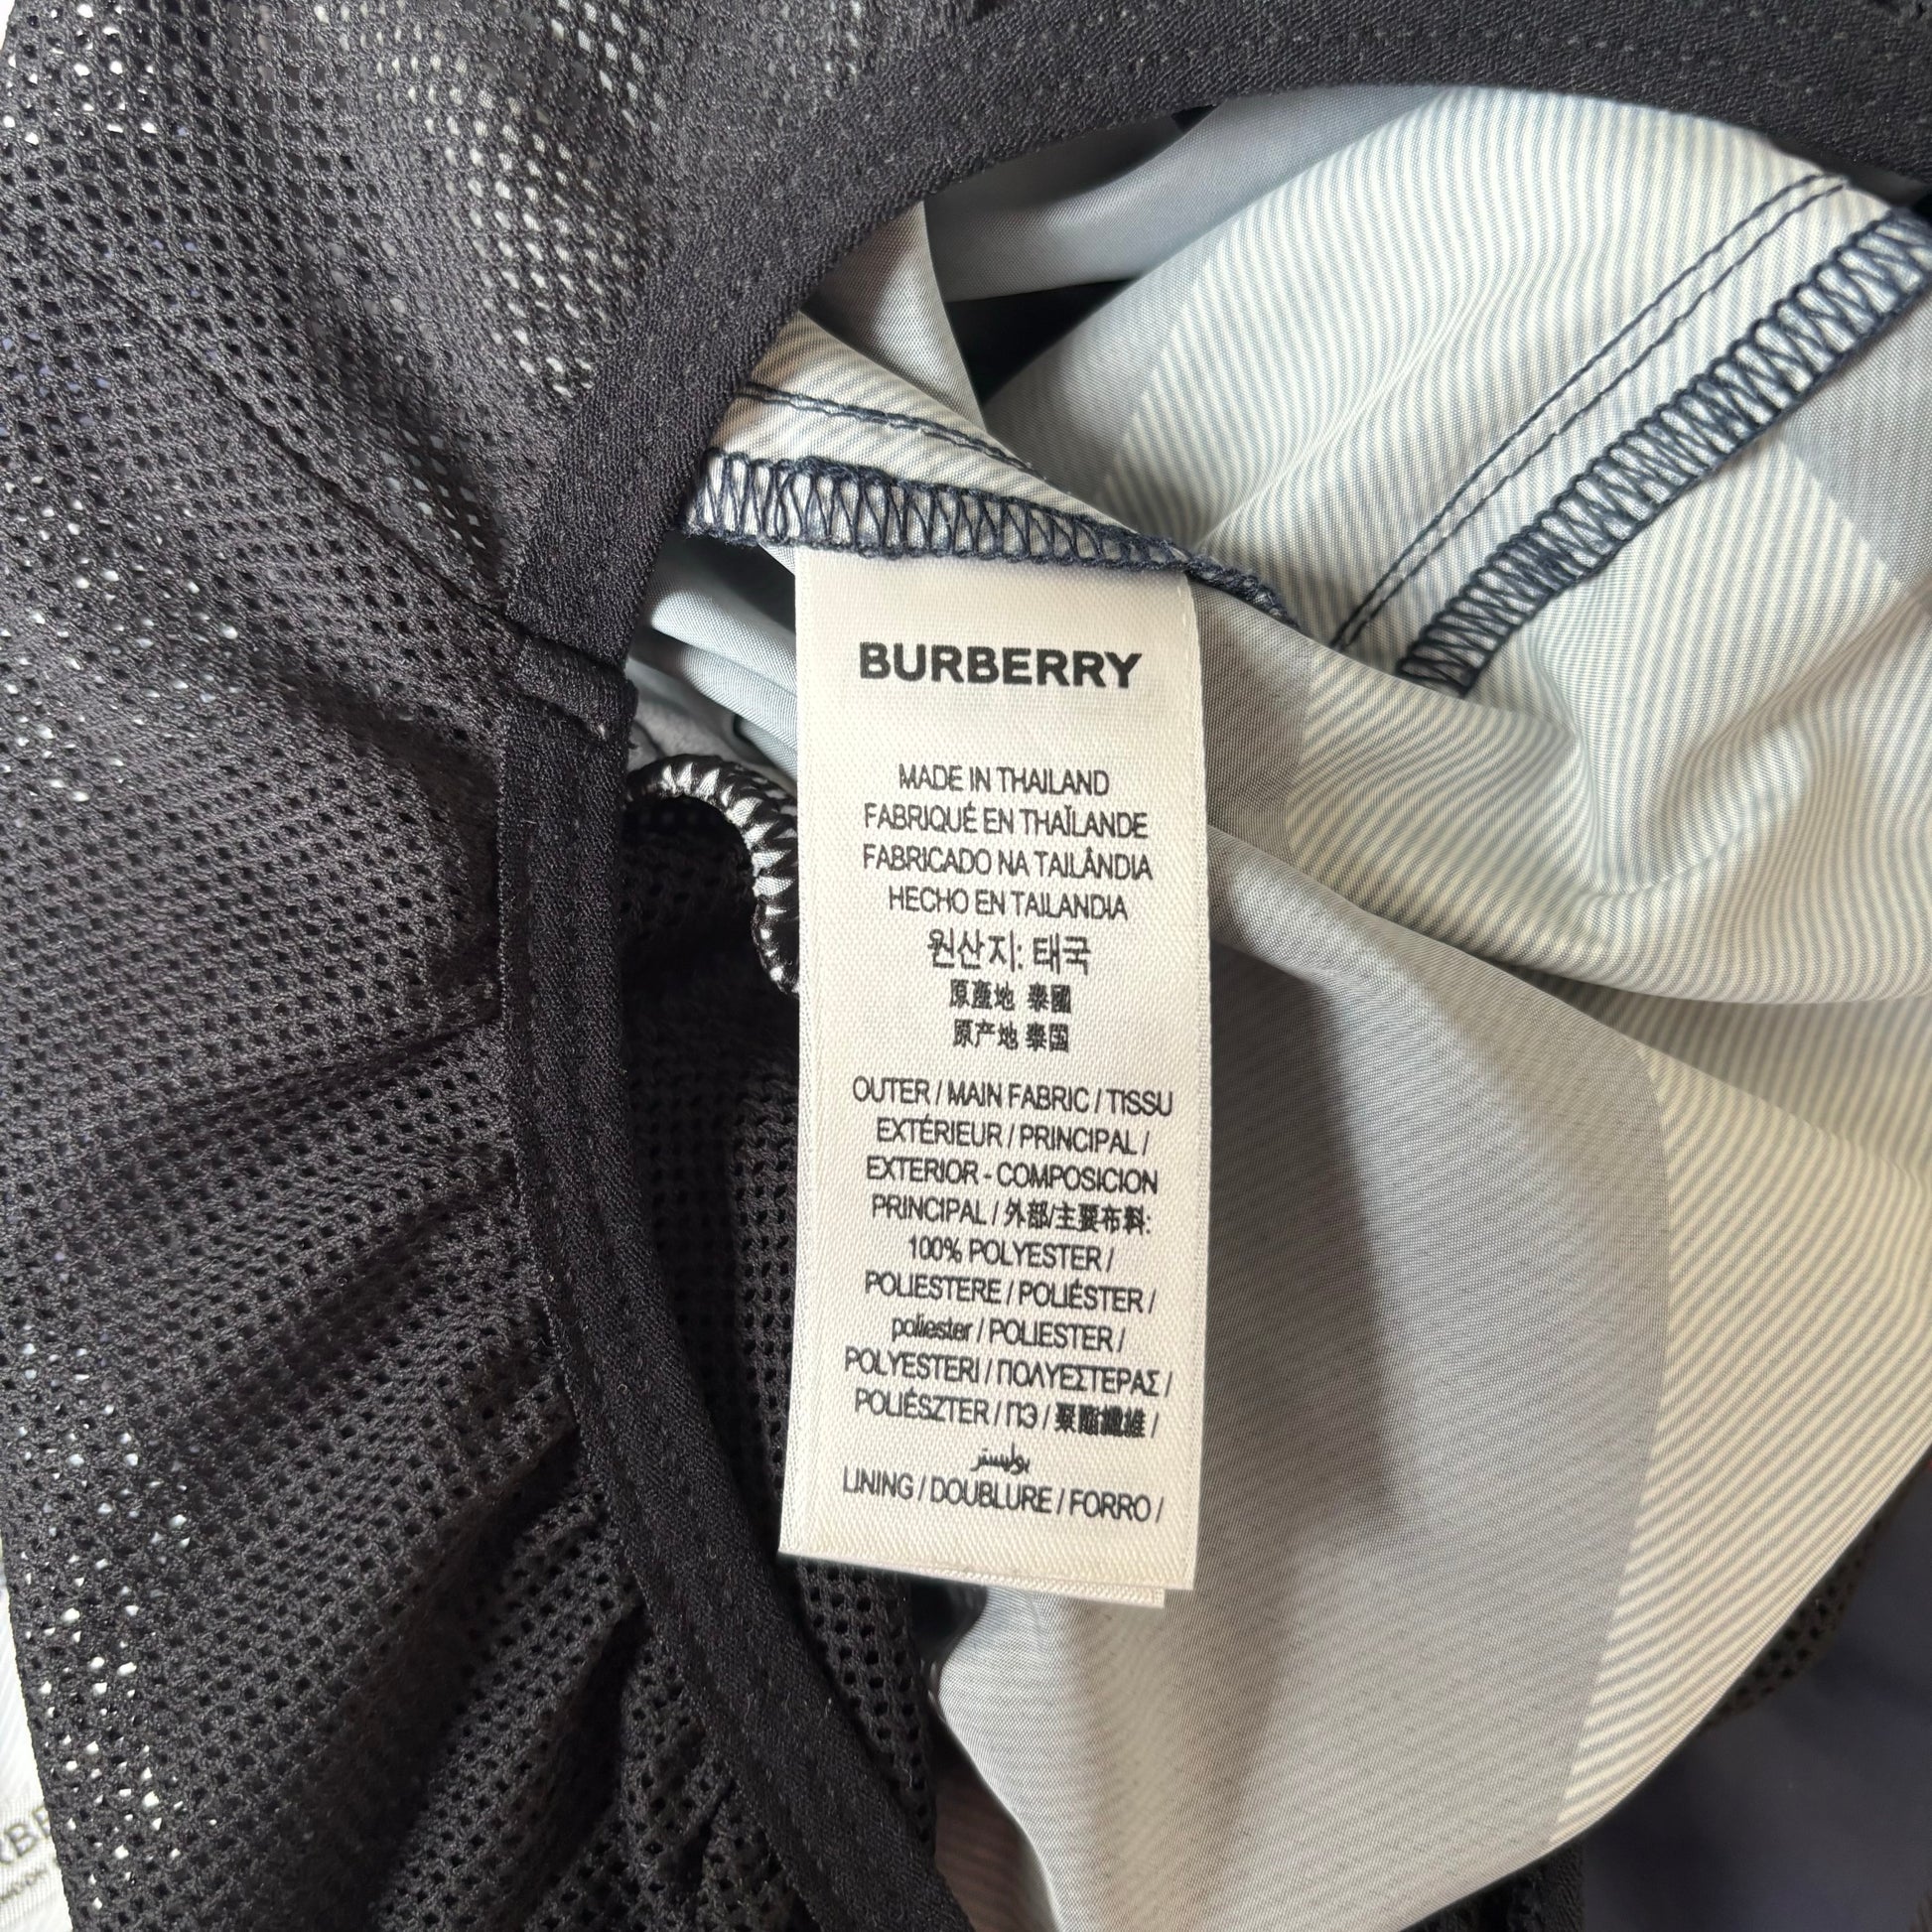 BURBERRY
MADE IN THAILAND
FABRIQUÉ EN THAÏLANDE
FABRICADO NA TAILÂNDIA
HECHO EN TAILANDIA
원산지: 태국
原產地 泰國
原产地 泰国
OUTER / MAIN FABRIC / TISSU
EXTÉRIEUR / PRINCIPAL /
EXTERIOR - COMPOSICION
PRINCIPAL / 外部/主要布料:
100% POLYESTER /
POLIESTERE / POLIÉSTER /
poliester / POLIESTER /
POLYESTERI / ΠΟΛΥΕΣΤΕΡΑΣ /
POLIÉSZTER / ПЭ / 聚酯纖維 /
بوليستر
LINING / DOUBLURE / FORRO /